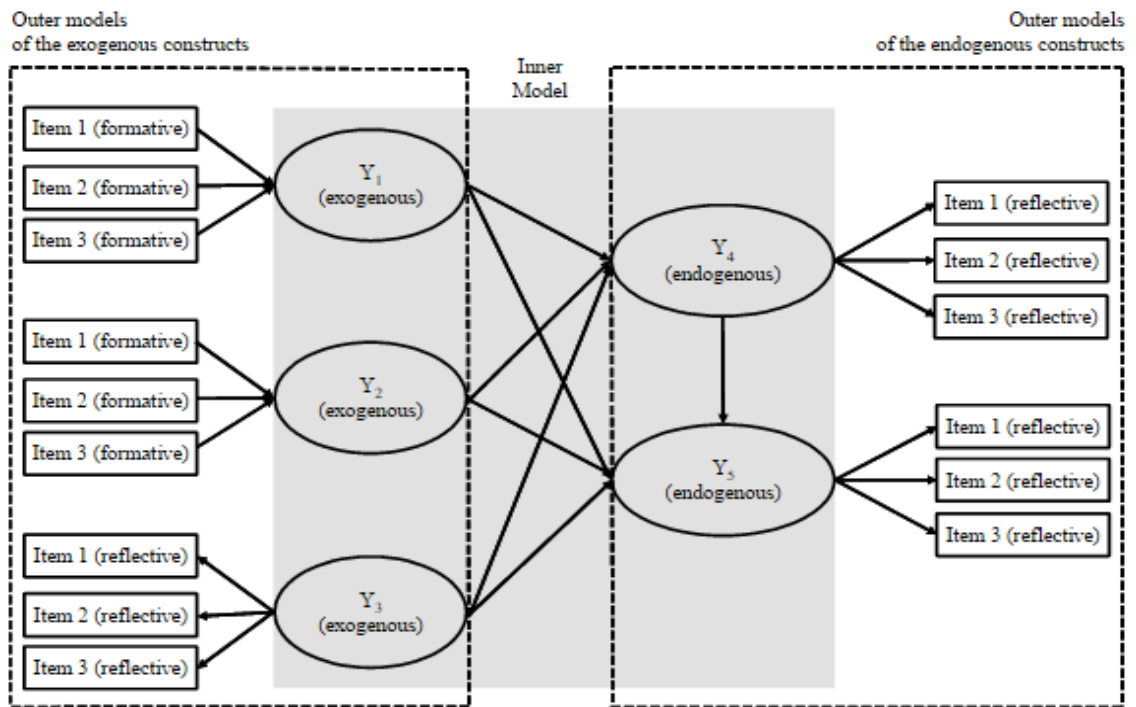 Outer models
of the exogenous constructs
Outer models
of the endogenous constructs
Inner
Model
Item 1 (formative)
Item 2 (formative)
Item 3 (formative)
Y1
(exogenous)
Item 1 (formative)
Item 2 (formative)
Item 3 (formative)
Y2
(exogenous)
Item 1 (reflective)
Item 2 (reflective)
Item 3 (reflective)
Y3
(exogenous)
Y4
(endogenous)
Item 1 (reflective)
Item 2 (reflective)
Item 3 (reflective)
Y5
(endogenous)
Item 1 (reflective)
Item 2 (reflective)
Item 3 (reflective)